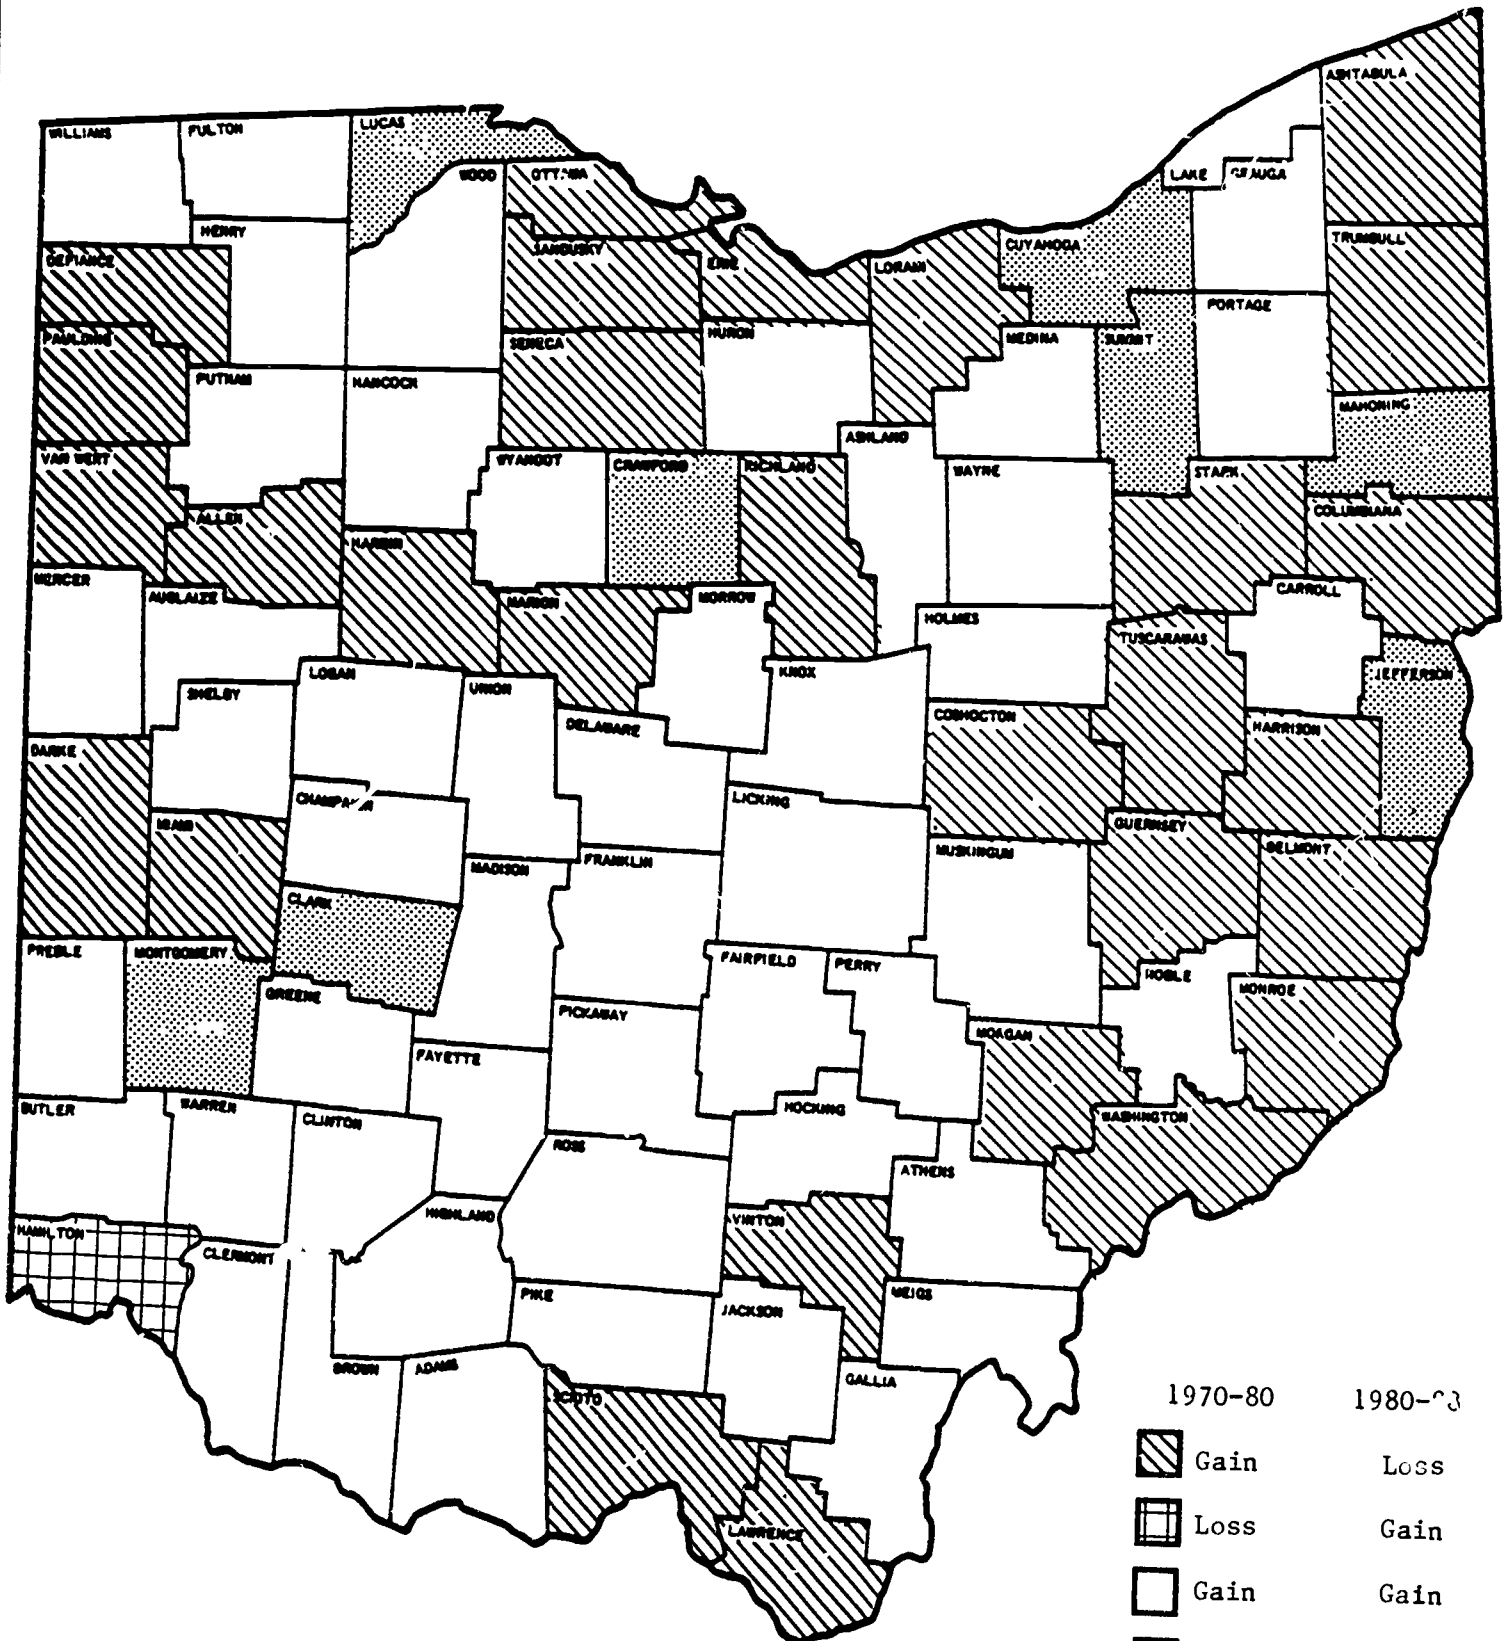 ASHTABULA
WILLIAMS
FULTON
LUCAS
LAKE
GEAUGA
WOOD
OTTAWA
HENRY
TRUMBULL
CUYAHOGA
SANDUSKY
ERIE
LORAIN
DEFIANCE
PORTAGE
PAULDING
SENECA
HURON
MEDINA
SUMMIT
PUTNAM
HANCOCK
MAHONING
ASHLAND
VAN WERT
WYANDOT
CRAWFORD
RICHLAND
WAYNE
STARK
COLUMBIANA
ALLEN
HARDIN
MERCER
AUGLAIZE
MARION
MORROW
CARROLL
HOLMES
TUSCARAWAS
LOGAN
UNION
KNOX
JEFFERSON
SHELBY
DELAWARE
COSHOCTON
HARRISON
DARKE
CHAMPAIGN
LICKING
MIAMI
GUERNSEY
BELMONT
MADISON
FRANKLIN
MUSKINGUM
CLARK
PREBLE
MONTGOMERY
FAIRFIELD
PERRY
NOBLE
MONROE
GREENE
PICKAWAY
MORGAN
FAYETTE
BUTLER
WARREN
CLINTON
HOCKING
WASHINGTON
ROSS
ATHENS
HIGHLAND
VINTON
HAMILTON
CLERMONT
PIKE
JACKSON
MEIGS
BROWN
ADAMS
GALLIA
SCIOTO
LAWRENCE
1970-80
Gain Loss
Loss Gain
Gain Gain